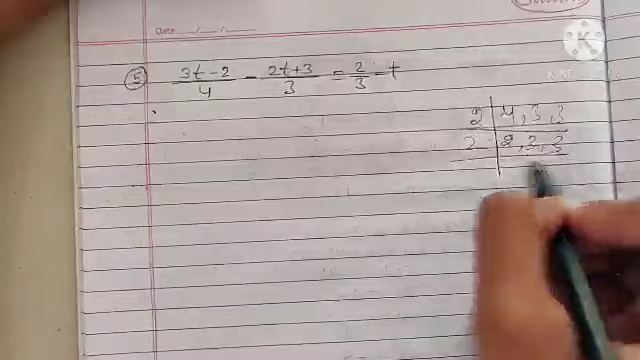 Date / /
5 (3t-2)/4 - (2t+3)/3 = 2/3 - t
2 | 4, 3, 3
2 | 2, 3, 3